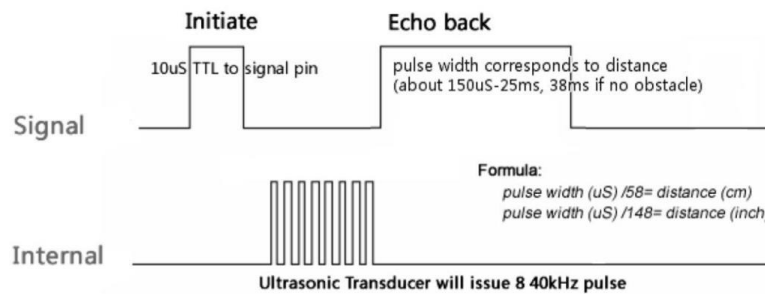 Initiate
Echo back
10uS TTL to signal pin
pulse width corresponds to distance
(about 150uS-25ms, 38ms if no obstacle)
Signal
Formula:
pulse width (uS) /58= distance (cm)
pulse width (uS) /148= distance (inch
Internal
Ultrasonic Transducer will issue 8 40kHz pulse